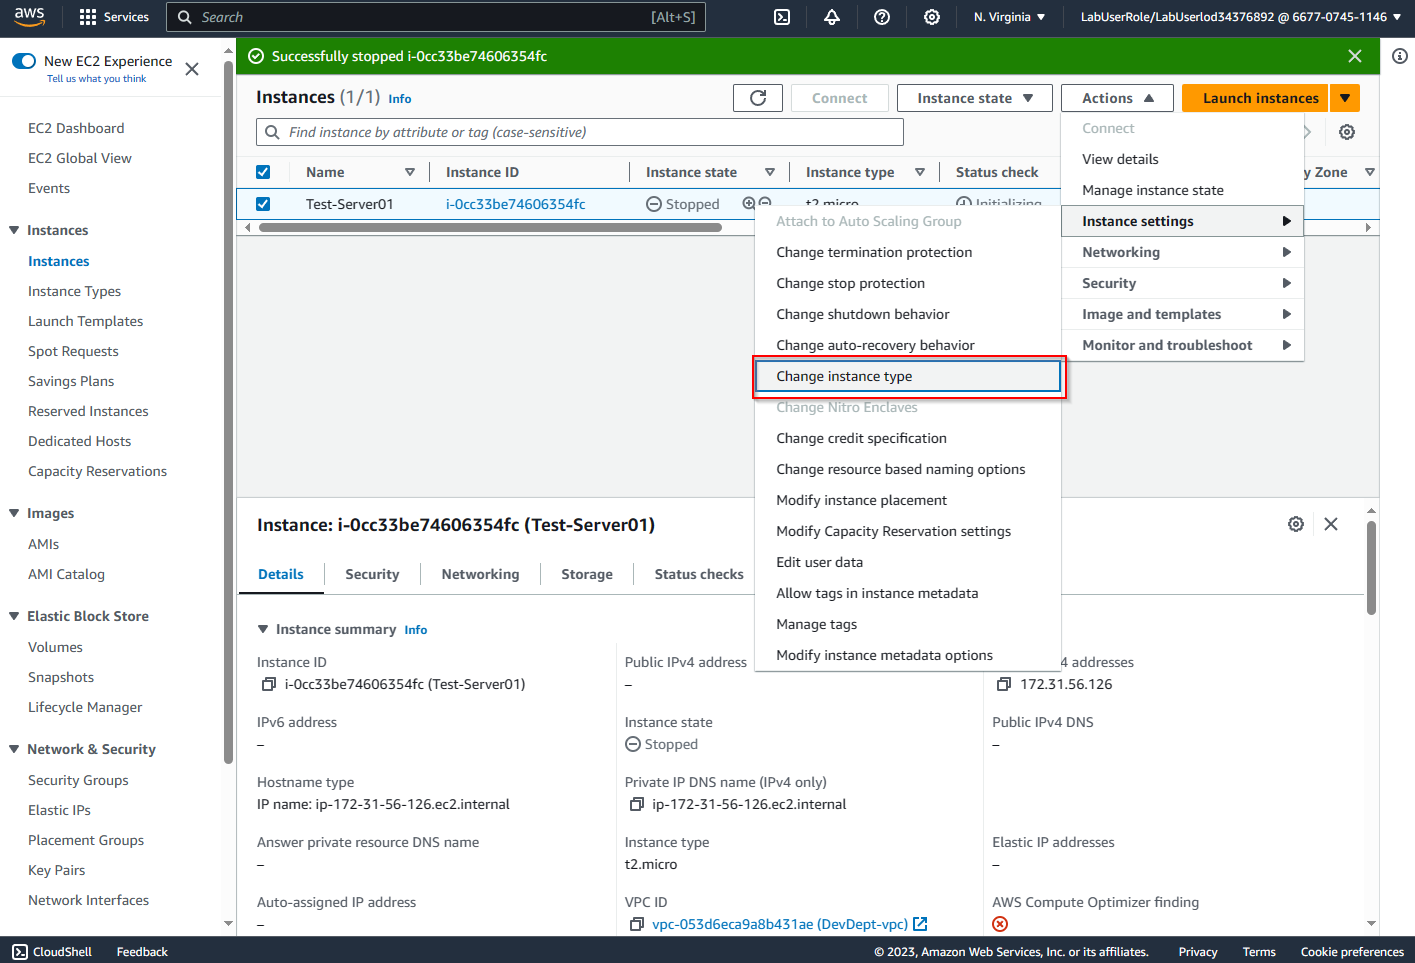 aws
Services
Search
[Alt+S]
N. Virginia
LabUserRole/LabUserlod34376892 @ 6677-0745-1146
New EC2 Experience
Tell us what you think
EC2 Dashboard
EC2 Global View
Events
Instances
Instances
Instance Types
Launch Templates
Spot Requests
Savings Plans
Reserved Instances
Dedicated Hosts
Capacity Reservations
Images
AMIs
AMI Catalog
Elastic Block Store
Volumes
Snapshots
Lifecycle Manager
Network & Security
Security Groups
Elastic IPs
Placement Groups
Key Pairs
Network Interfaces
Successfully stopped i-0cc33be74606354fc
Instances (1/1) Info
Connect
Instance state
Actions
Launch instances
Find instance by attribute or tag (case-sensitive)
Name
Instance ID
Instance state
Instance type
Status check
y Zone
Test-Server01
i-0cc33be74606354fc
Stopped
t2.micro
Initializing
Connect
View details
Manage instance state
Instance settings
Networking
Security
Image and templates
Monitor and troubleshoot
Attach to Auto Scaling Group
Change termination protection
Change stop protection
Change shutdown behavior
Change auto-recovery behavior
Change instance type
Change Nitro Enclaves
Change credit specification
Change resource based naming options
Modify instance placement
Modify Capacity Reservation settings
Edit user data
Allow tags in instance metadata
Manage tags
Modify instance metadata options
Instance: i-0cc33be74606354fc (Test-Server01)
Details
Security
Networking
Storage
Status checks
Instance summary Info
Instance ID
i-0cc33be74606354fc (Test-Server01)
Public IPv4 address
–
4 addresses
172.31.56.126
IPv6 address
–
Instance state
Stopped
Public IPv4 DNS
–
Hostname type
IP name: ip-172-31-56-126.ec2.internal
Private IP DNS name (IPv4 only)
ip-172-31-56-126.ec2.internal
Answer private resource DNS name
–
Instance type
t2.micro
Elastic IP addresses
–
Auto-assigned IP address
–
VPC ID
vpc-053d6eca9a8b431ae (DevDept-vpc)
AWS Compute Optimizer finding
CloudShell
Feedback
© 2023, Amazon Web Services, Inc. or its affiliates.
Privacy
Terms
Cookie preferences